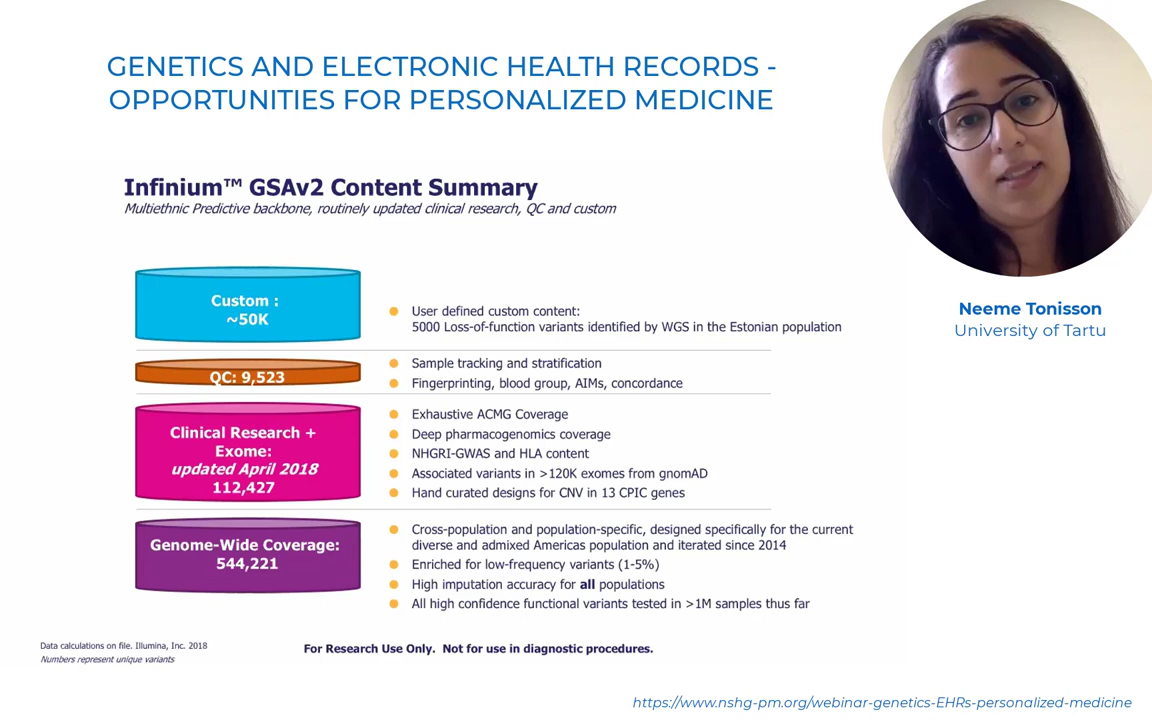 GENETICS AND ELECTRONIC HEALTH RECORDS -
OPPORTUNITIES FOR PERSONALIZED MEDICINE
Infinium™ GSAv2 Content Summary
Multiethnic Predictive backbone, routinely updated clinical research, QC and custom
Custom :
~50K
User defined custom content:
5000 Loss-of-function variants identified by WGS in the Estonian population
QC: 9,523
Sample tracking and stratification
Fingerprinting, blood group, AIMs, concordance
Clinical Research +
Exome:
updated April 2018
112,427
Exhaustive ACMG Coverage
Deep pharmacogenomics coverage
NHGRI-GWAS and HLA content
Associated variants in >120K exomes from gnomAD
Hand curated designs for CNV in 13 CPIC genes
Genome-Wide Coverage:
544,221
Cross-population and population-specific, designed specifically for the current
diverse and admixed Americas population and iterated since 2014
Enriched for low-frequency variants (1-5%)
High imputation accuracy for all populations
All high confidence functional variants tested in >1M samples thus far
Data calculations on file. Illumina, Inc. 2018
Numbers represent unique variants
For Research Use Only. Not for use in diagnostic procedures.
Neeme Tonisson
University of Tartu
https://www.nshg-pm.org/webinar-genetics-EHRs-personalized-medicine